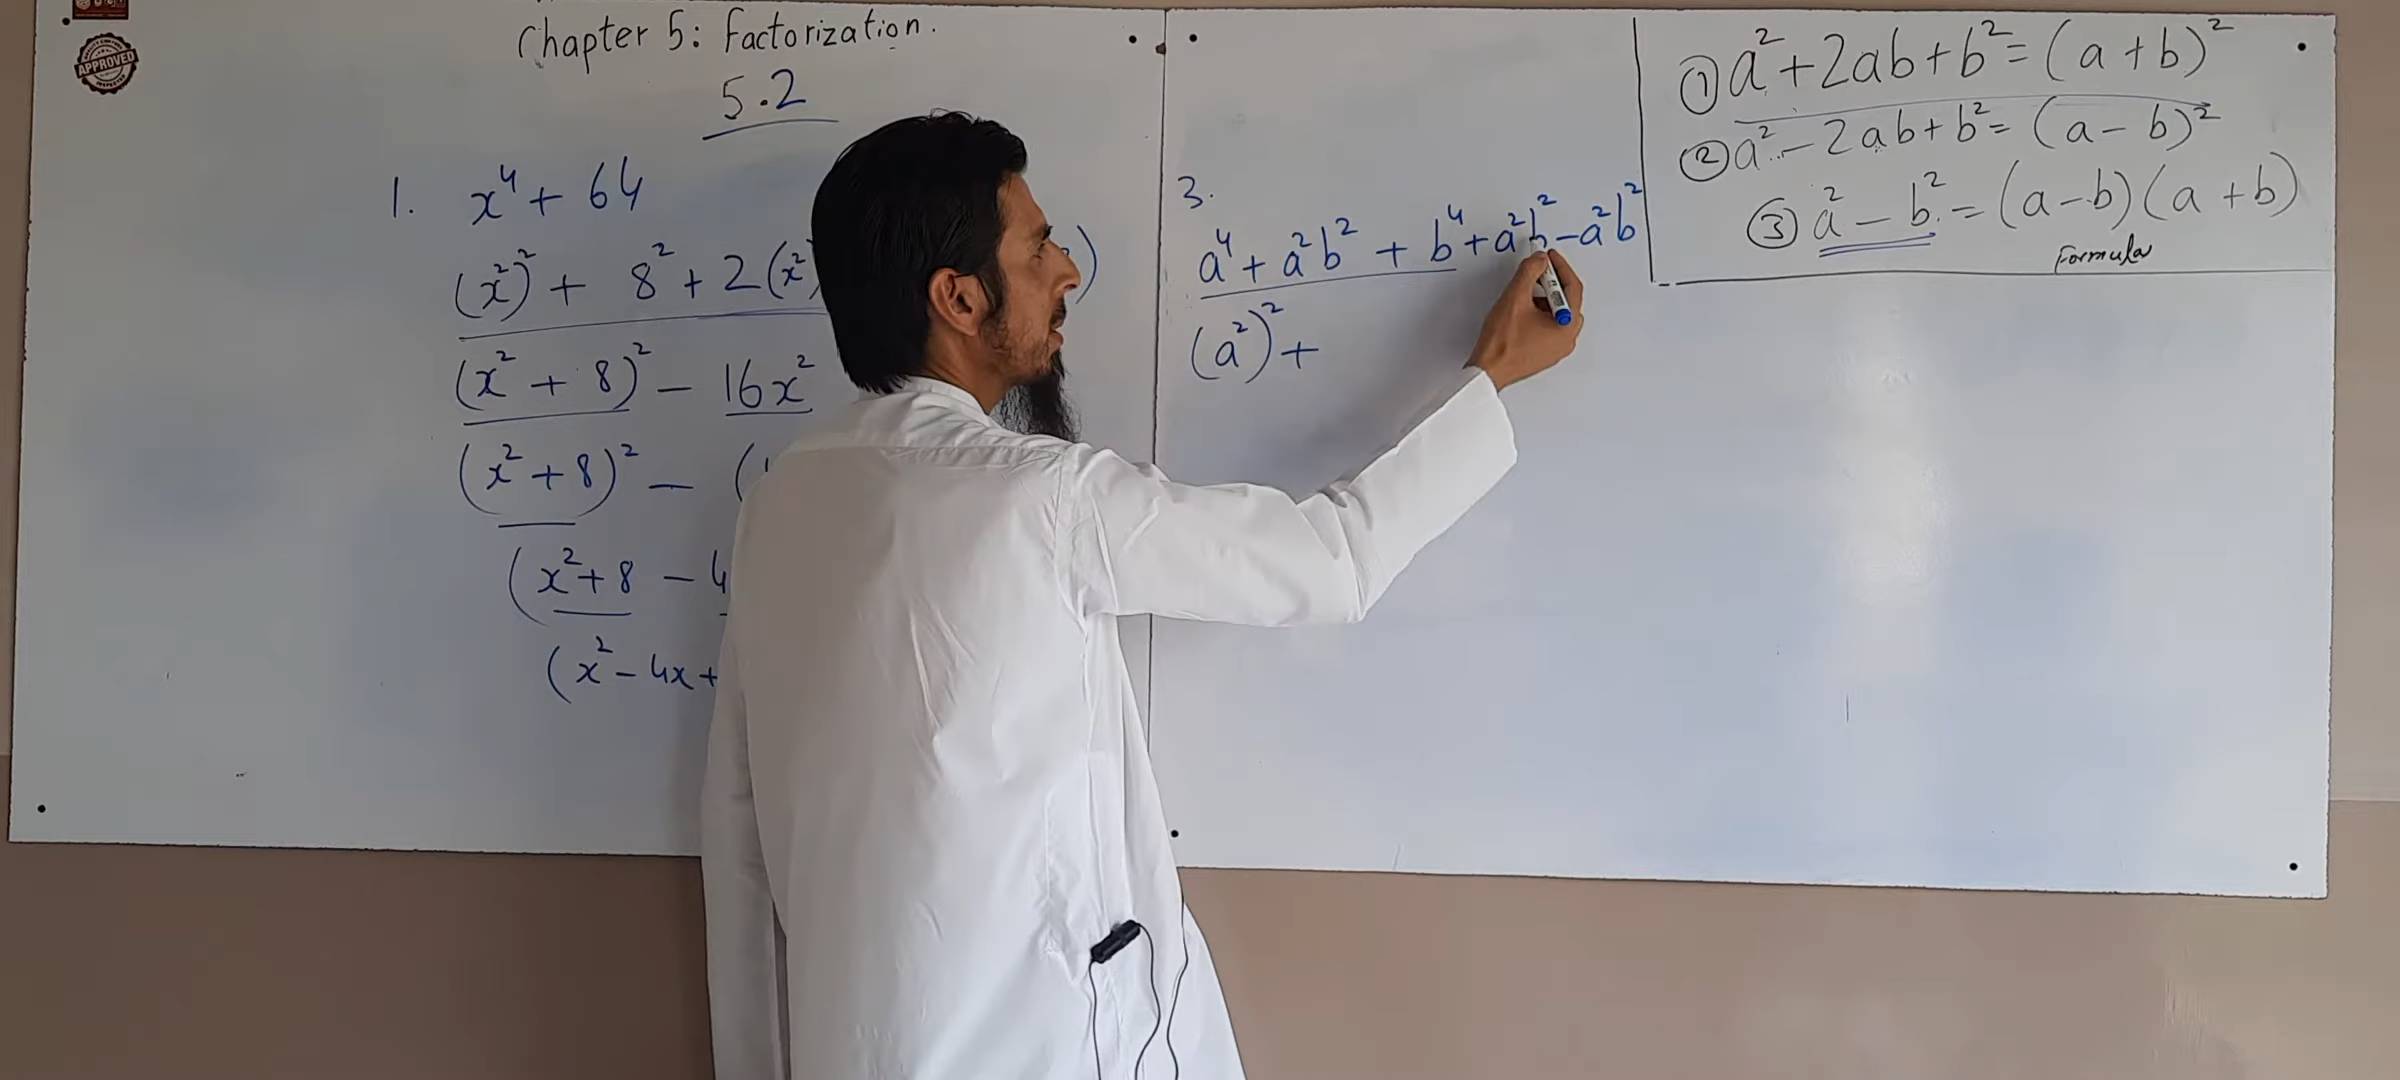 APPROVED
Chapter 5: Factorization.
5.2
1. x⁴ + 64
(x²)² + 8² + 2(x² ²)
(x² + 8)² − 16x²
(x² + 8)² − (
(x² + 8 − 4
(x² − 4x +
3.
a⁴ + a²b² + b⁴ + a²b² − a²b²
(a²)² +
① a² + 2ab + b² = (a + b)²
② a² − 2ab + b² = (a − b)²
③ a² − b² = (a − b)(a + b)
Formula